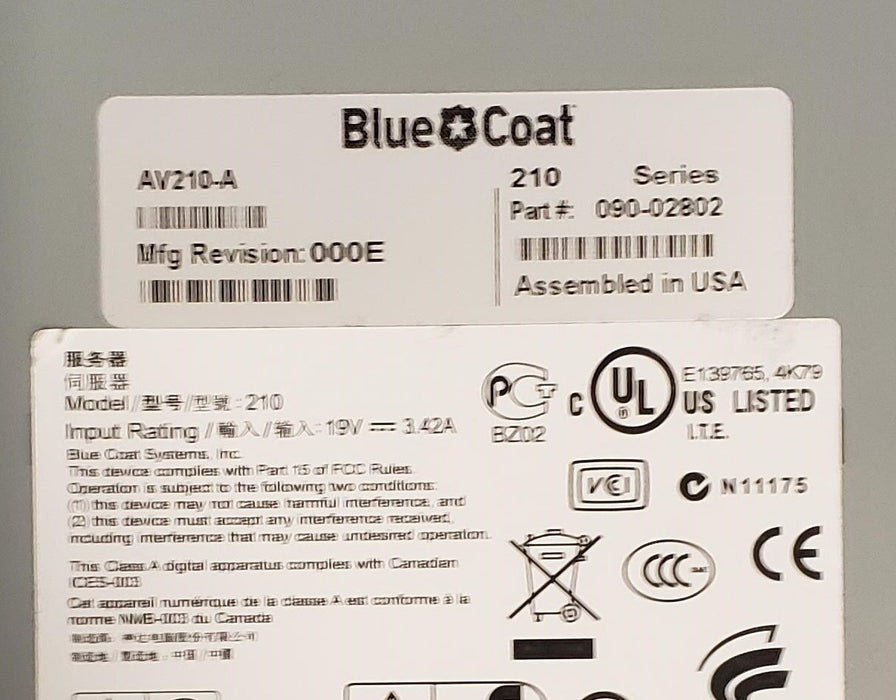 Blue Coat
AV210-A
Mfg Revision: 000E
210 Series
Part #: 090-02802
Assembled in USA
服务器
伺服器
Model/型号/型號: 210
Input Rating / 輸入/输入: 19V ⎓ 3.42A
Blue Coat Systems, Inc.
This device complies with Part 15 of FCC Rules.
Operation is subject to the following two conditions:
(1) this device may not cause harmful interference, and
(2) this device must accept any interference received,
including interference that may cause undesired operation.
This Class A digital apparatus complies with Canadian
ICES-003
Cet appareil numérique de la classe A est conforme à la
norme NMB-003 du Canada
PCT
BZ02
C UL US LISTED
E139765, 4K79
I.T.E.
VCI
N11175
CCC
CE